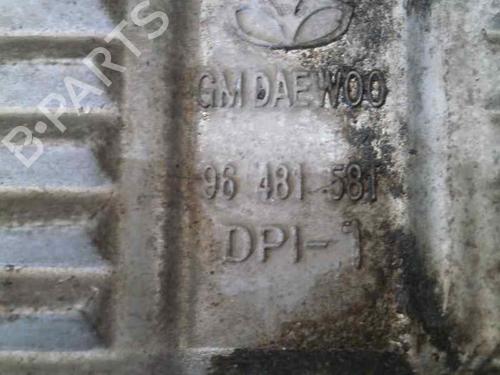 GM DAEWOO
96 481 581
DPI-1
B-PARTS